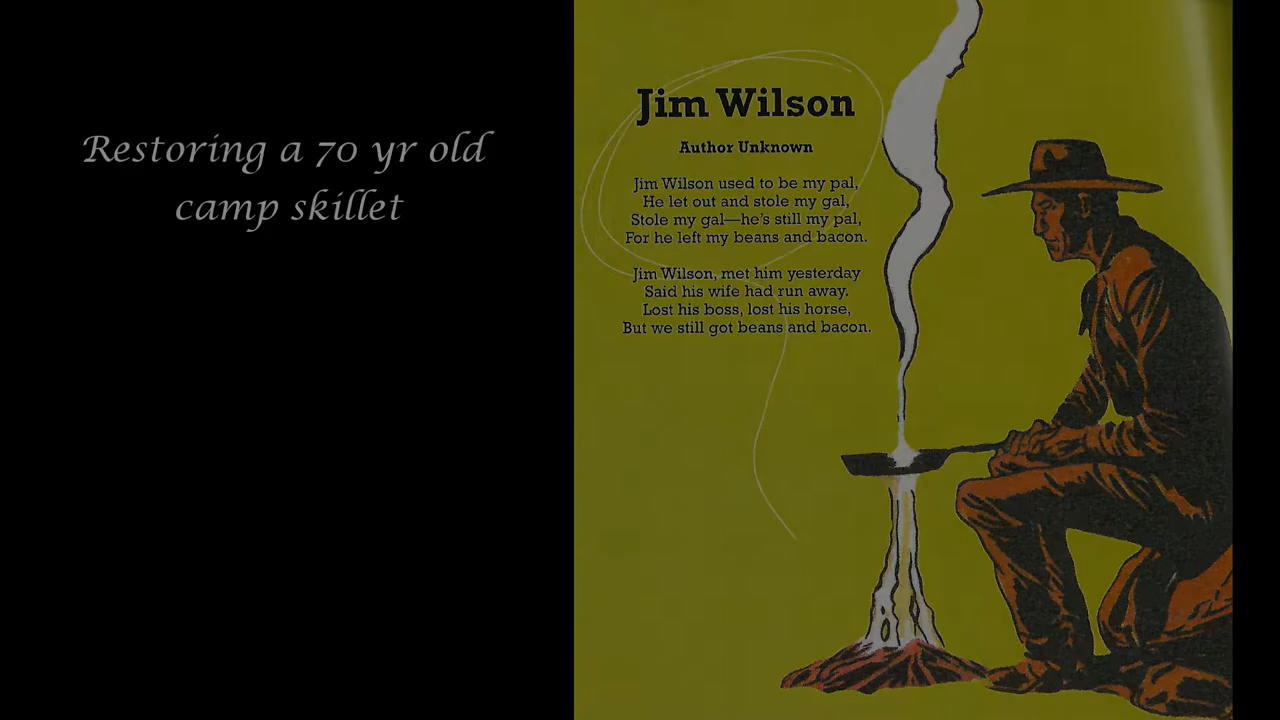 Restoring a 70 yr old
camp skillet
Jim Wilson
Author Unknown
Jim Wilson used to be my pal,
He let out and stole my gal,
Stole my gal—he's still my pal,
For he left my beans and bacon.
Jim Wilson, met him yesterday
Said his wife had run away.
Lost his boss, lost his horse,
But we still got beans and bacon.